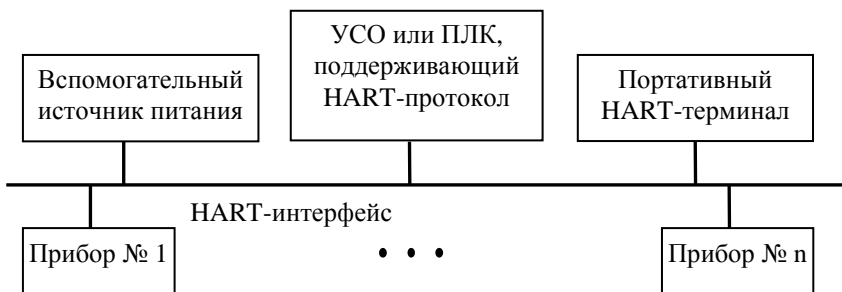 Вспомогательный
источник питания
УСО или ПЛК,
поддерживающий
HART-протокол
Портативный
HART-терминал
HART-интерфейс
Прибор № 1
• • •
Прибор № n